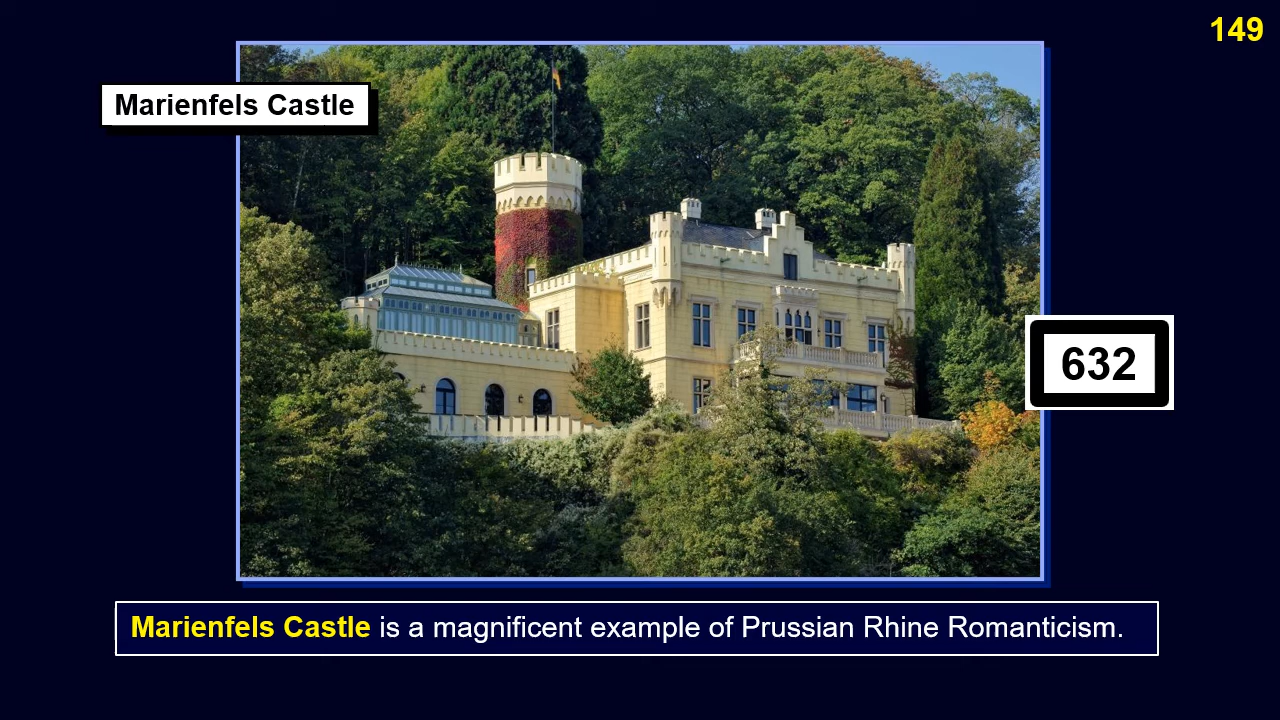 149
Marienfels Castle
632
Marienfels Castle is a magnificent example of Prussian Rhine Romanticism.